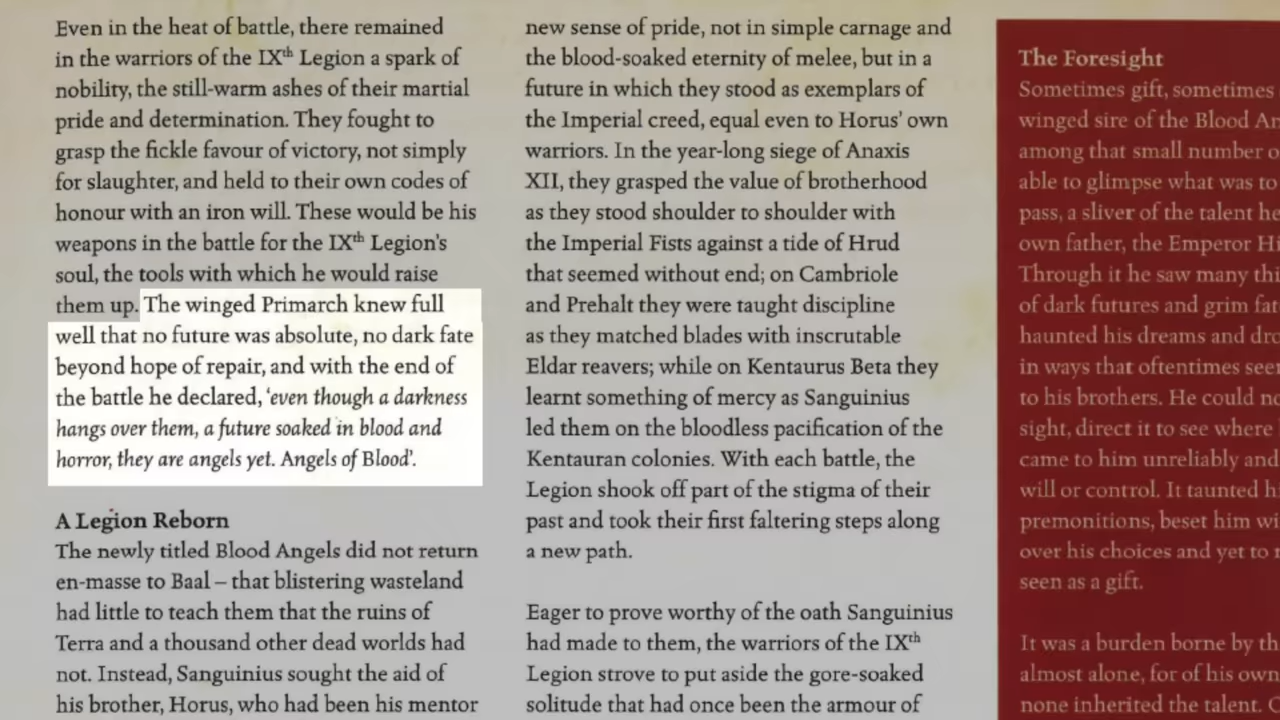 Even in the heat of battle, there remained
in the warriors of the IXth Legion a spark of
nobility, the still-warm ashes of their martial
pride and determination. They fought to
grasp the fickle favour of victory, not simply
for slaughter, and held to their own codes of
honour with an iron will. These would be his
weapons in the battle for the IXth Legion's
soul, the tools with which he would raise
them up. The winged Primarch knew full
well that no future was absolute, no dark fate
beyond hope of repair, and with the end of
the battle he declared, 'even though a darkness
hangs over them, a future soaked in blood and
horror, they are angels yet. Angels of Blood'.
A Legion Reborn
The newly titled Blood Angels did not return
en-masse to Baal – that blistering wasteland
had little to teach them that the ruins of
Terra and a thousand other dead worlds had
not. Instead, Sanguinius sought the aid of
his brother, Horus, who had been his mentor
new sense of pride, not in simple carnage and
the blood-soaked eternity of melee, but in a
future in which they stood as exemplars of
the Imperial creed, equal even to Horus' own
warriors. In the year-long siege of Anaxis
XII, they grasped the value of brotherhood
as they stood shoulder to shoulder with
the Imperial Fists against a tide of Hrud
that seemed without end; on Cambriole
and Prehalt they were taught discipline
as they matched blades with inscrutable
Eldar reavers; while on Kentaurus Beta they
learnt something of mercy as Sanguinius
led them on the bloodless pacification of the
Kentauran colonies. With each battle, the
Legion shook off part of the stigma of their
past and took their first faltering steps along
a new path.
Eager to prove worthy of the oath Sanguinius
had made to them, the warriors of the IXth
Legion strove to put aside the gore-soaked
solitude that had once been the armour of
The Foresight
Sometimes gift, sometimes
winged sire of the Blood
among that small number
able to glimpse what was to
pass, a sliver of the talent
own father, the Emperor
Through it he saw many
of dark futures and grim
haunted his dreams and
in ways that oftentimes
to his brothers. He could
sight, direct it to see where
came to him unreliably and
will or control. It taunted
premonitions, beset him
over his choices and yet to
seen as a gift.
It was a burden borne by
almost alone, for of his own
none inherited the talent.